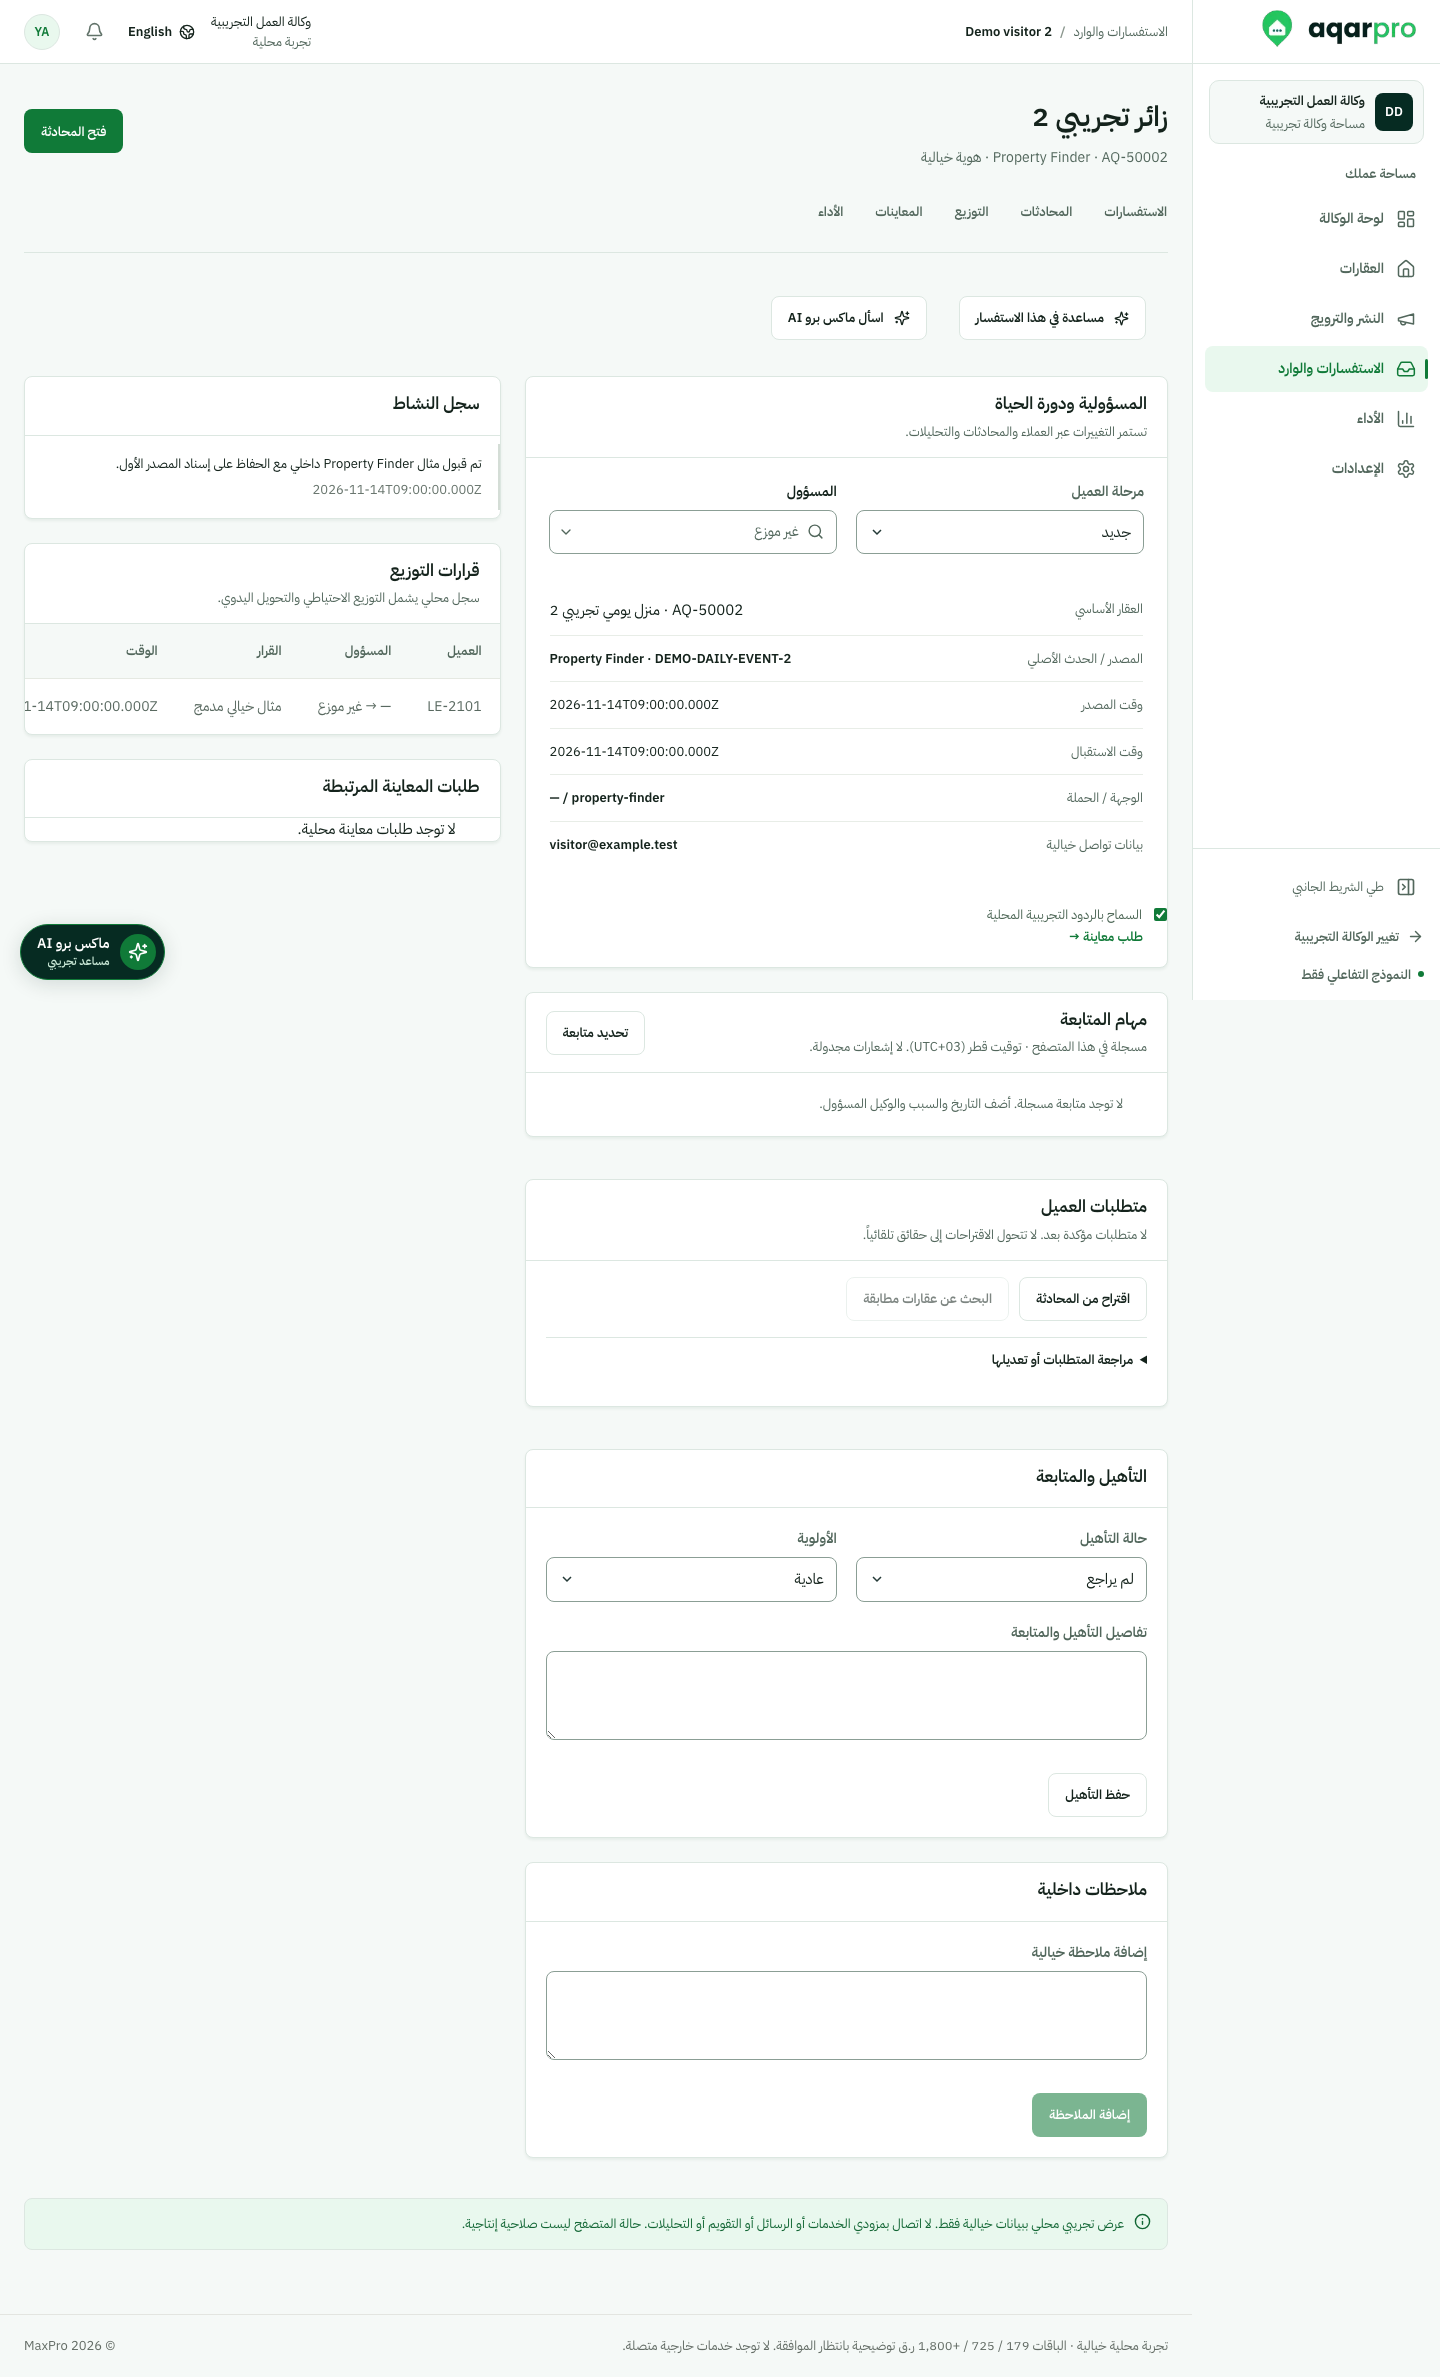 aqarpro
الاستفسارات والوارد / Demo visitor 2
وكالة العمل التجريبية
تجربة محلية
English
YA
DD
وكالة العمل التجريبية
مساحة وكالة تجريبية
مساحة عملك
لوحة الوكالة
العقارات
النشر والترويج
الاستفسارات والوارد
الأداء
الإعدادات
طي الشريط الجانبي
تغيير الوكالة التجريبية
النموذج التفاعلي فقط
زائر تجريبي 2
Property Finder · AQ-50002 · هوية خيالية
فتح المحادثة
الاستفسارات
المحادثات
التوزيع
المعاينات
الأداء
مساعدة في هذا الاستفسار
اسأل ماكس برو AI
المسؤولية ودورة الحياة
تستمر التغييرات عبر العملاء والمحادثات والتحليلات.
مرحلة العميل
المسؤول
جديد
غير موزع
العقار الأساسي
AQ-50002 · منزل يومي تجريبي 2
المصدر / الحدث الأصلي
Property Finder · DEMO-DAILY-EVENT-2
وقت المصدر
2026-11-14T09:00:00.000Z
وقت الاستقبال
2026-11-14T09:00:00.000Z
الوجهة / الحملة
— / property-finder
بيانات تواصل خيالية
visitor@example.test
السماح بالردود التجريبية المحلية
طلب معاينة →
سجل النشاط
تم قبول مثال Property Finder داخلي مع الحفاظ على إسناد المصدر الأول.
2026-11-14T09:00:00.000Z
قرارات التوزيع
سجل محلي يشمل التوزيع الاحتياطي والتحويل اليدوي.
العميل
المسؤول
القرار
الوقت
LE-2101
— → غير موزع
مثال خيالي مدمج
1-14T09:00:00.000Z
طلبات المعاينة المرتبطة
لا توجد طلبات معاينة محلية.
ماكس برو AI
مساعد تجريبي
مهام المتابعة
مسجلة في هذا المتصفح · توقيت قطر (UTC+03). لا إشعارات مجدولة.
تحديد متابعة
لا توجد متابعة مسجلة. أضف التاريخ والسبب والوكيل المسؤول.
متطلبات العميل
لا متطلبات مؤكدة بعد. لا تتحول الاقتراحات إلى حقائق تلقائياً.
اقتراح من المحادثة
البحث عن عقارات مطابقة
مراجعة المتطلبات أو تعديلها
التأهيل والمتابعة
حالة التأهيل
الأولوية
لم يراجع
عادية
تفاصيل التأهيل والمتابعة
حفظ التأهيل
ملاحظات داخلية
إضافة ملاحظة خيالية
إضافة الملاحظة
عرض تجريبي محلي ببيانات خيالية فقط. لا اتصال بمزودي الخدمات أو الرسائل أو التقويم أو التحليلات. حالة المتصفح ليست صلاحية إنتاجية.
تجربة محلية خيالية · الباقات 179 / 725 / +1,800 ر.ق توضيحية بانتظار الموافقة. لا توجد خدمات خارجية متصلة.
© 2026 MaxPro